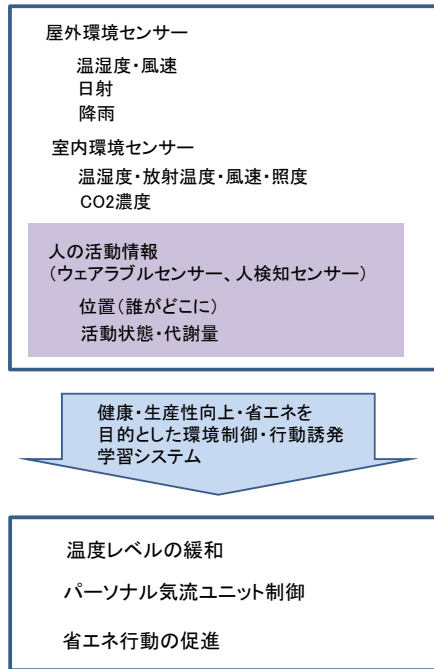 屋外環境センサー
温湿度・風速
日射
降雨
室内環境センサー
温湿度・放射温度・風速・照度
CO2濃度
人の活動情報
(ウェアラブルセンサー、人検知センサー)
位置(誰がどこに)
活動状態・代謝量
健康・生産性向上・省エネを
目的とした環境制御・行動誘発
学習システム
温度レベルの緩和
パーソナル気流ユニット制御
省エネ行動の促進